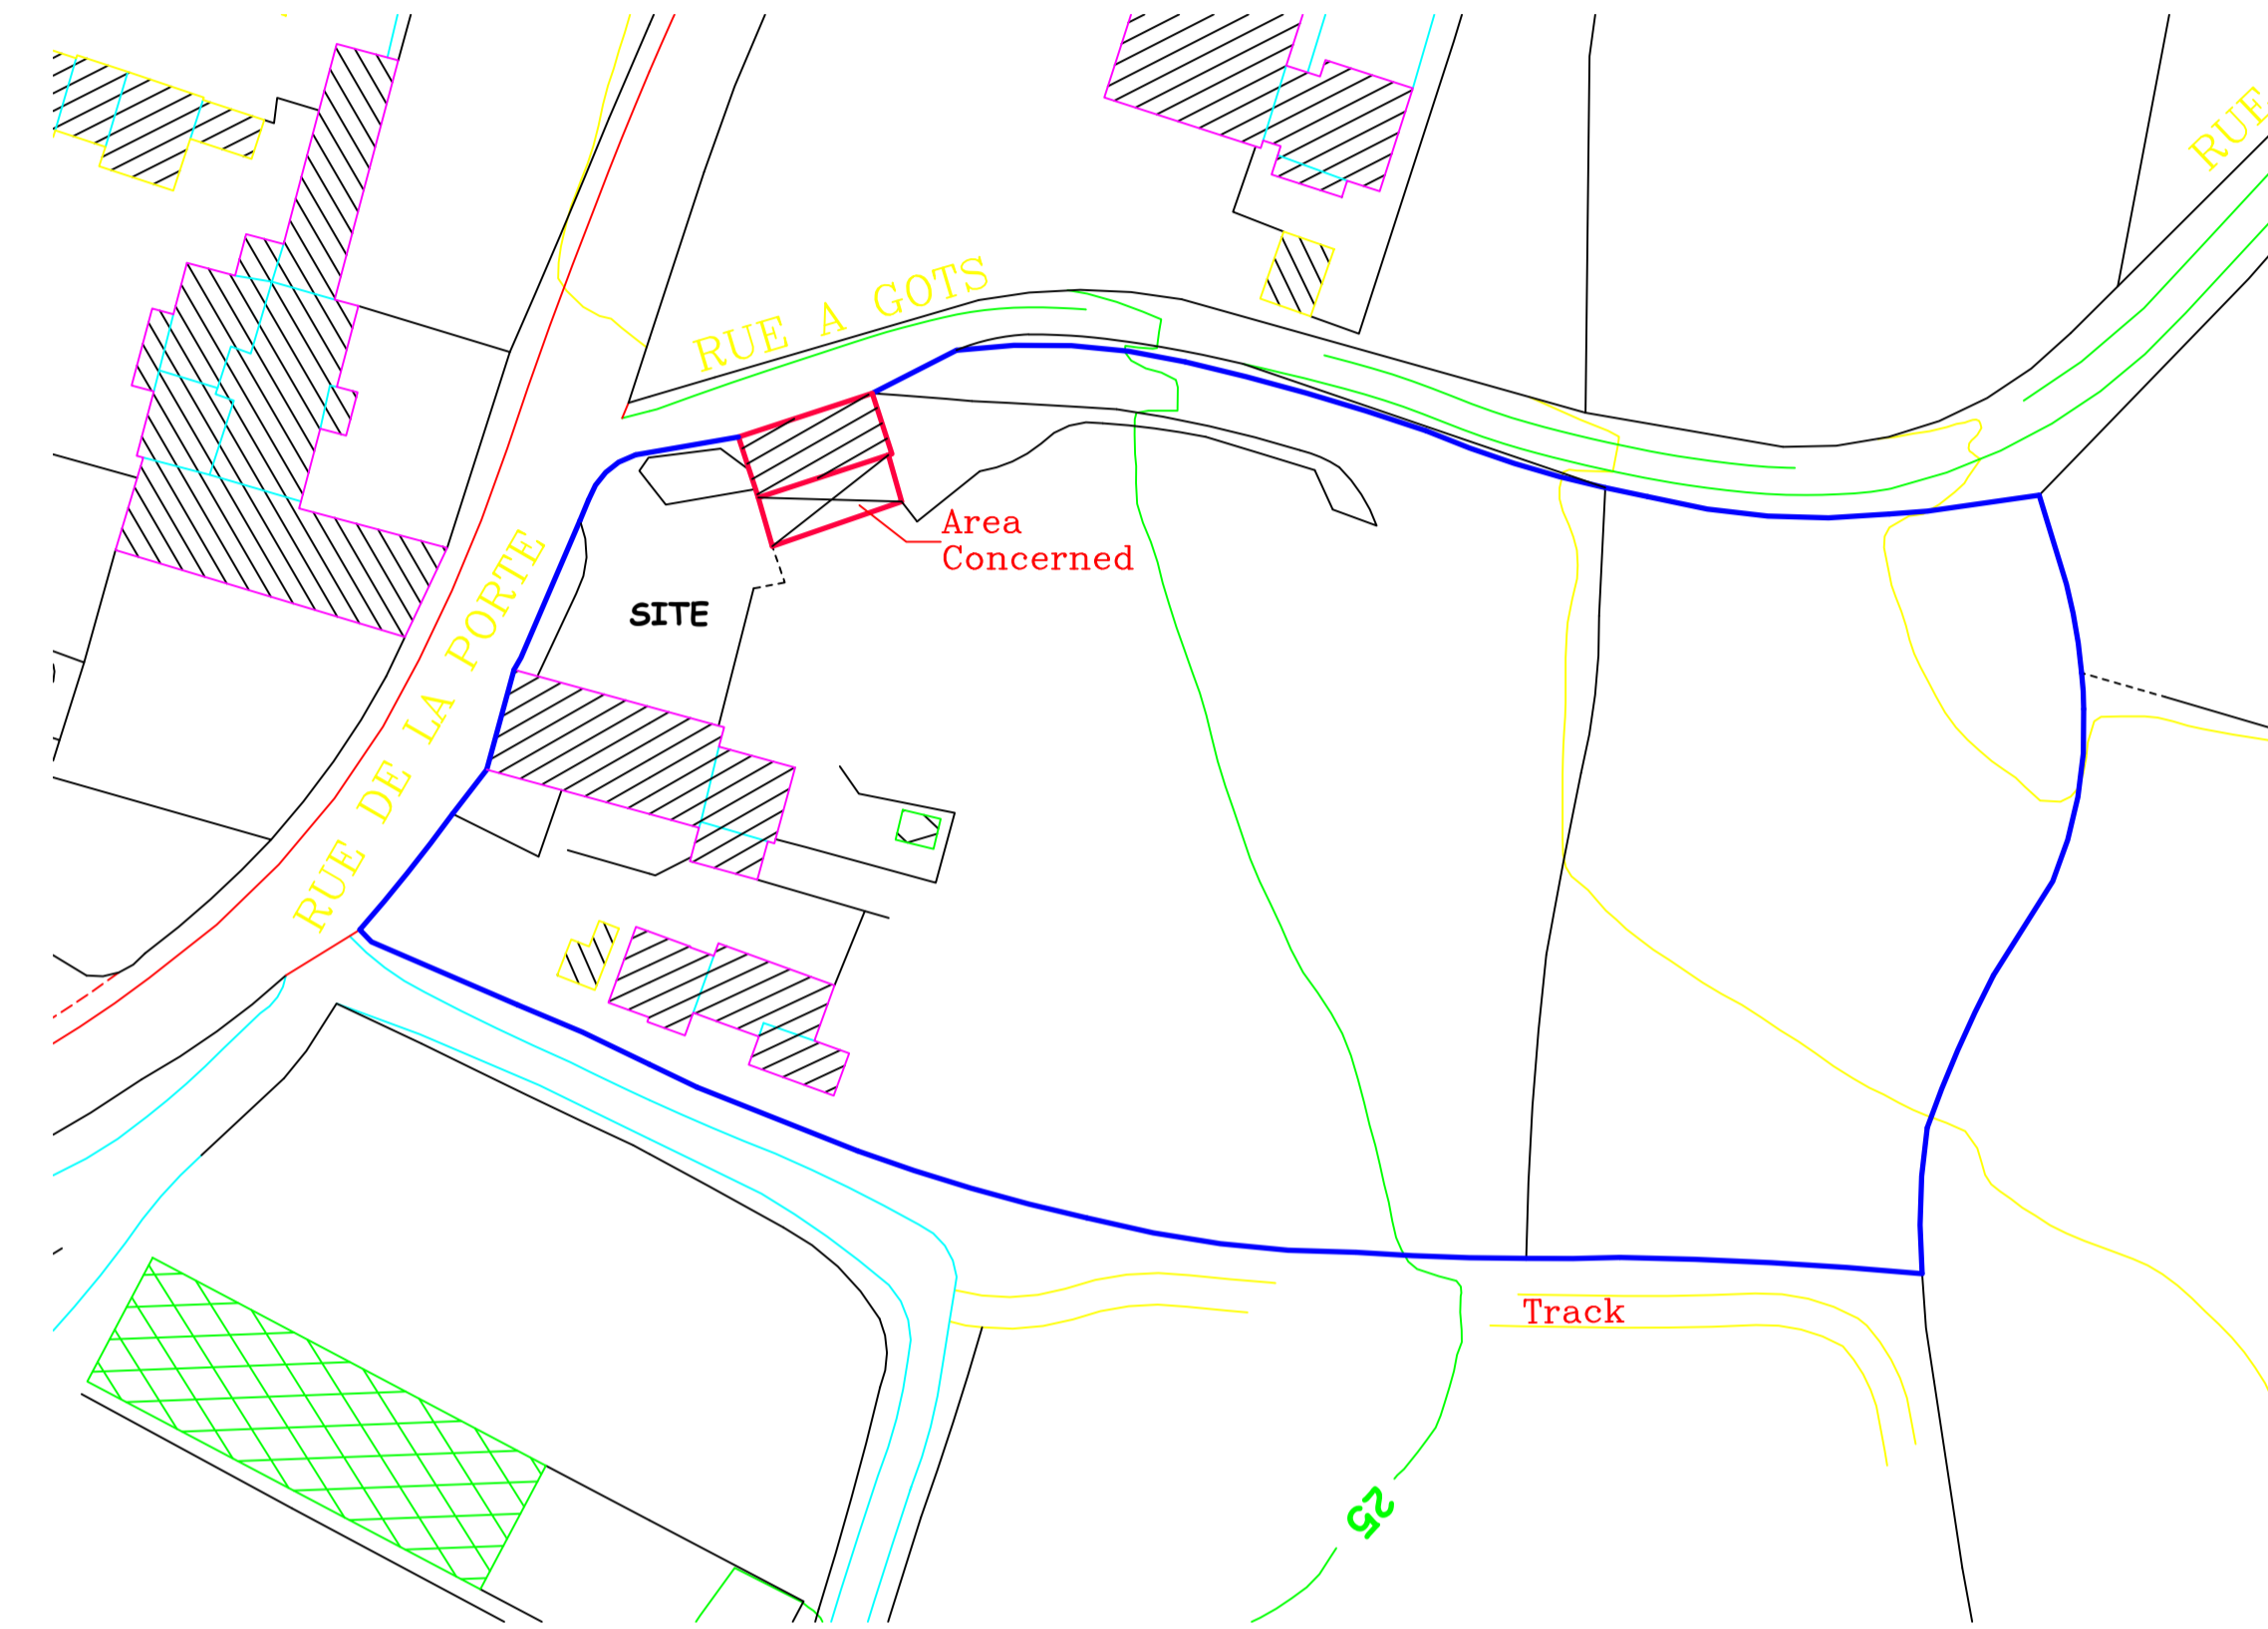 RUE
RUE A GOTS
Area
Concerned
SITE
RUE DE LA PORTE
Track
25